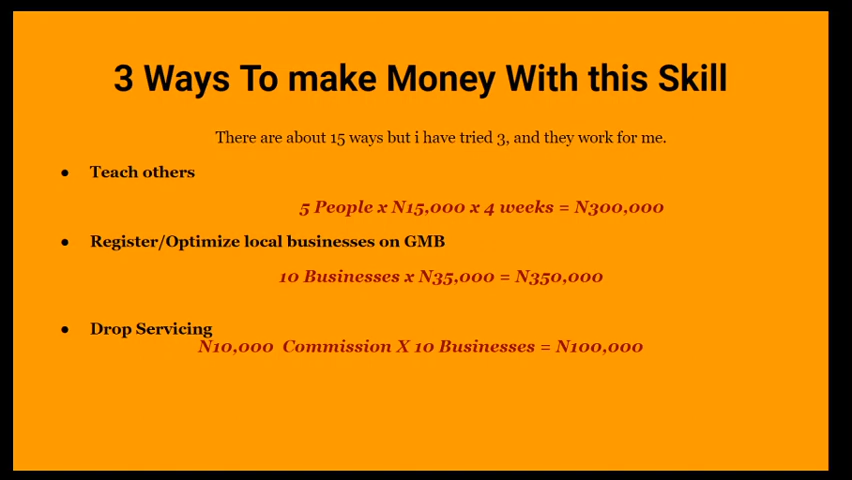 3 Ways To make Money With this Skill
There are about 15 ways but i have tried 3, and they work for me.
● Teach others
5 People x N15,000 x 4 weeks = N300,000
● Register/Optimize local businesses on GMB
10 Businesses x N35,000 = N350,000
● Drop Servicing
N10,000 Commission X 10 Businesses = N100,000